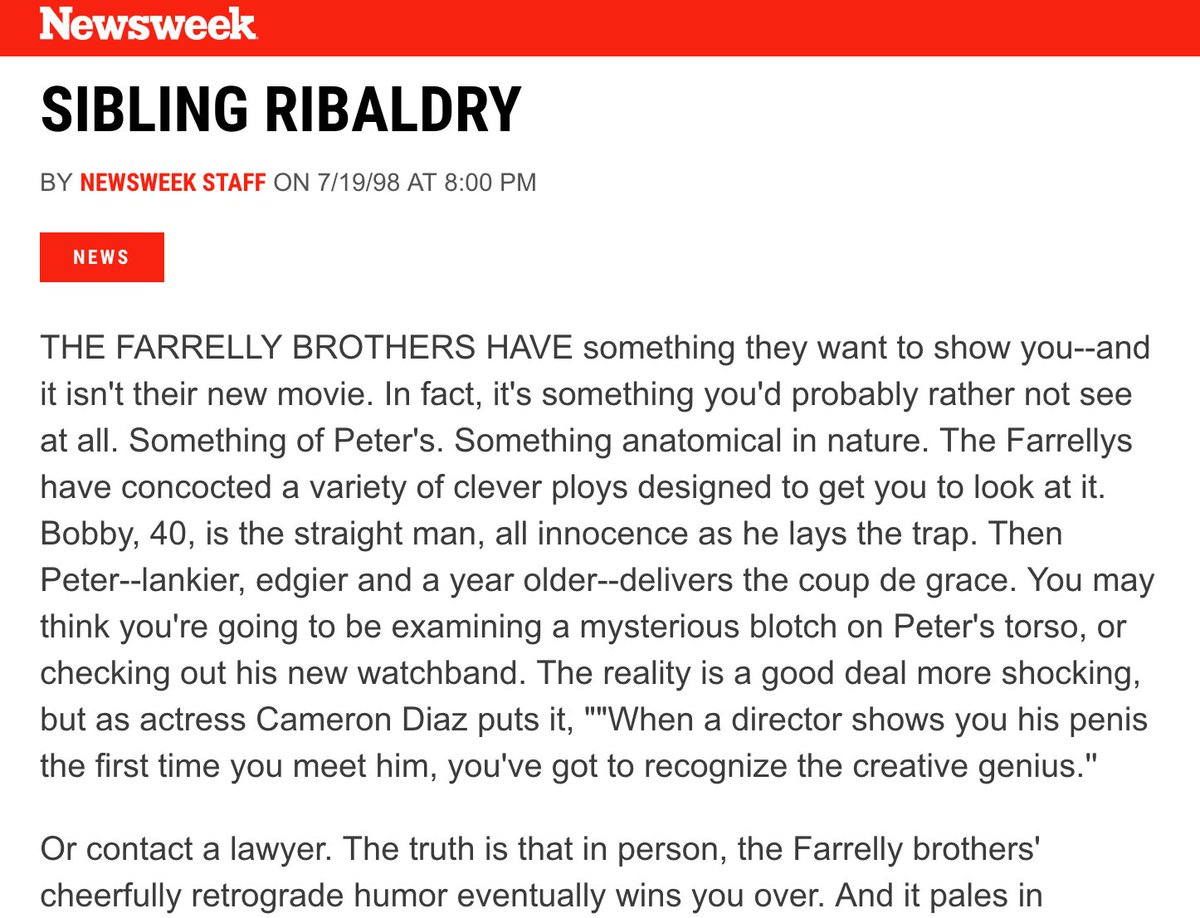 Newsweek
SIBLING RIBALDRY
BY NEWSWEEK STAFF ON 7/19/98 AT 8:00 PM
NEWS
THE FARRELLY BROTHERS HAVE something they want to show you--and
it isn't their new movie. In fact, it's something you'd probably rather not see
at all. Something of Peter's. Something anatomical in nature. The Farrellys
have concocted a variety of clever ploys designed to get you to look at it.
Bobby, 40, is the straight man, all innocence as he lays the trap. Then
Peter--lankier, edgier and a year older--delivers the coup de grace. You may
think you're going to be examining a mysterious blotch on Peter's torso, or
checking out his new watchband. The reality is a good deal more shocking,
but as actress Cameron Diaz puts it, ""When a director shows you his penis
the first time you meet him, you've got to recognize the creative genius."
Or contact a lawyer. The truth is that in person, the Farrelly brothers'
cheerfully retrograde humor eventually wins you over. And it pales in